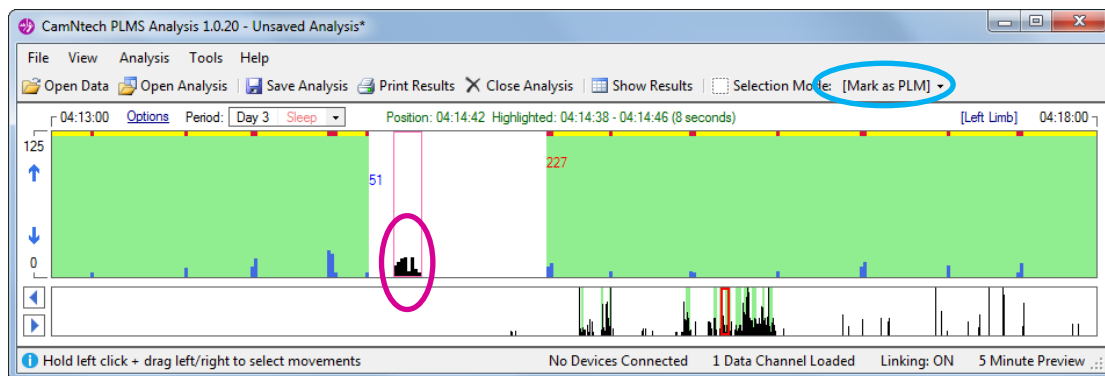 CamNtech PLMS Analysis 1.0.20 - Unsaved Analysis*
File View Analysis Tools Help
Open Data Open Analysis Save Analysis Print Results Close Analysis Show Results Selection Mode: [Mark as PLM]
04:13:00 Options Period: Day 3 Sleep Position: 04:14:42 Highlighted: 04:14:38 - 04:14:46 (8 seconds) [Left Limb] 04:18:00
125
227
51
0
Hold left click + drag left/right to select movements No Devices Connected 1 Data Channel Loaded Linking: ON 5 Minute Preview